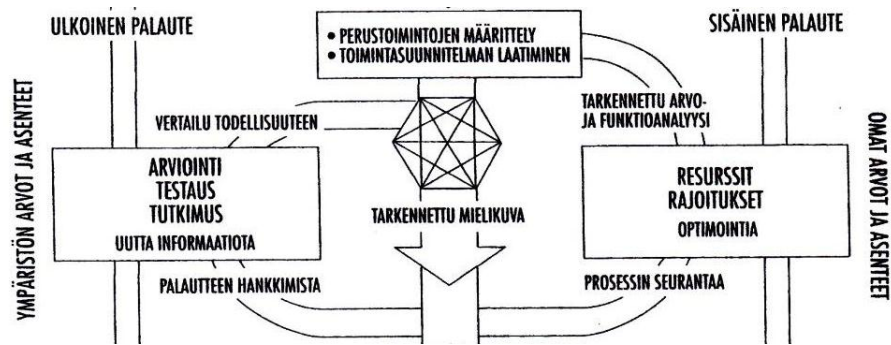 ULKOINEN PALAUTE
• PERUSTOIMINTOJEN MÄÄRITTELY
• TOIMINTASUUNNITELMAN LAATIMINEN
SISÄINEN PALAUTE
YMPÄRISTÖN ARVOT JA ASENTEET
VERTAILU TODELLISUUTEEN
TARKENNETTU ARVO-
JA FUNKTIOANALYYSI
ARVIOINTI
TESTAUS
TUTKIMUS
UUTTA INFORMAATIOTA
TARKENNETTU MIELIKUVA
RESURSSIT
RAJOITUKSET
OPTIMOINTIA
OMAT ARVOT JA ASENTEET
PALAUTTEEN HANKKIMISTA
PROSESSIN SEURANTAA